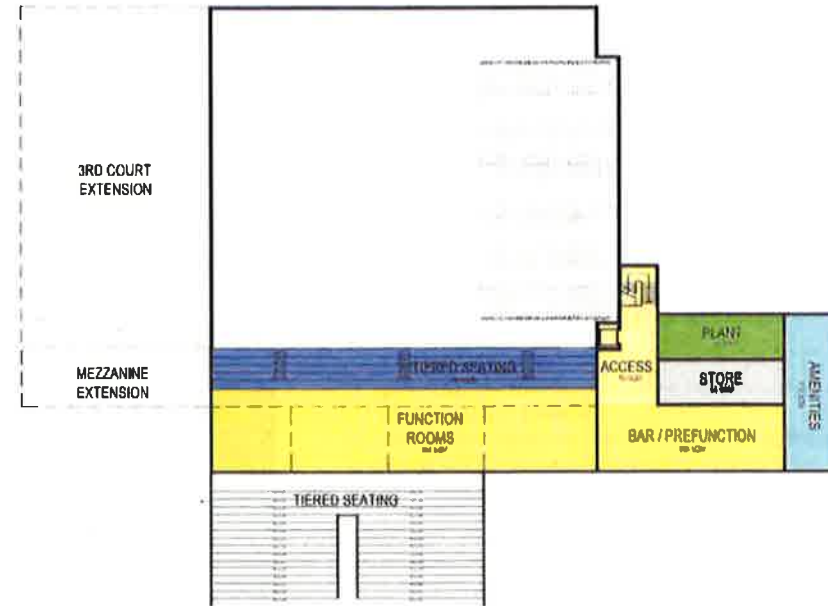 3RD COURT
EXTENSION
MEZZANINE
EXTENSION
TIERED SEATING
ACCESS
PLANT
STORE
AMENITIES
FUNCTION
ROOMS
BAR / PREFUNCTION
TIERED SEATING